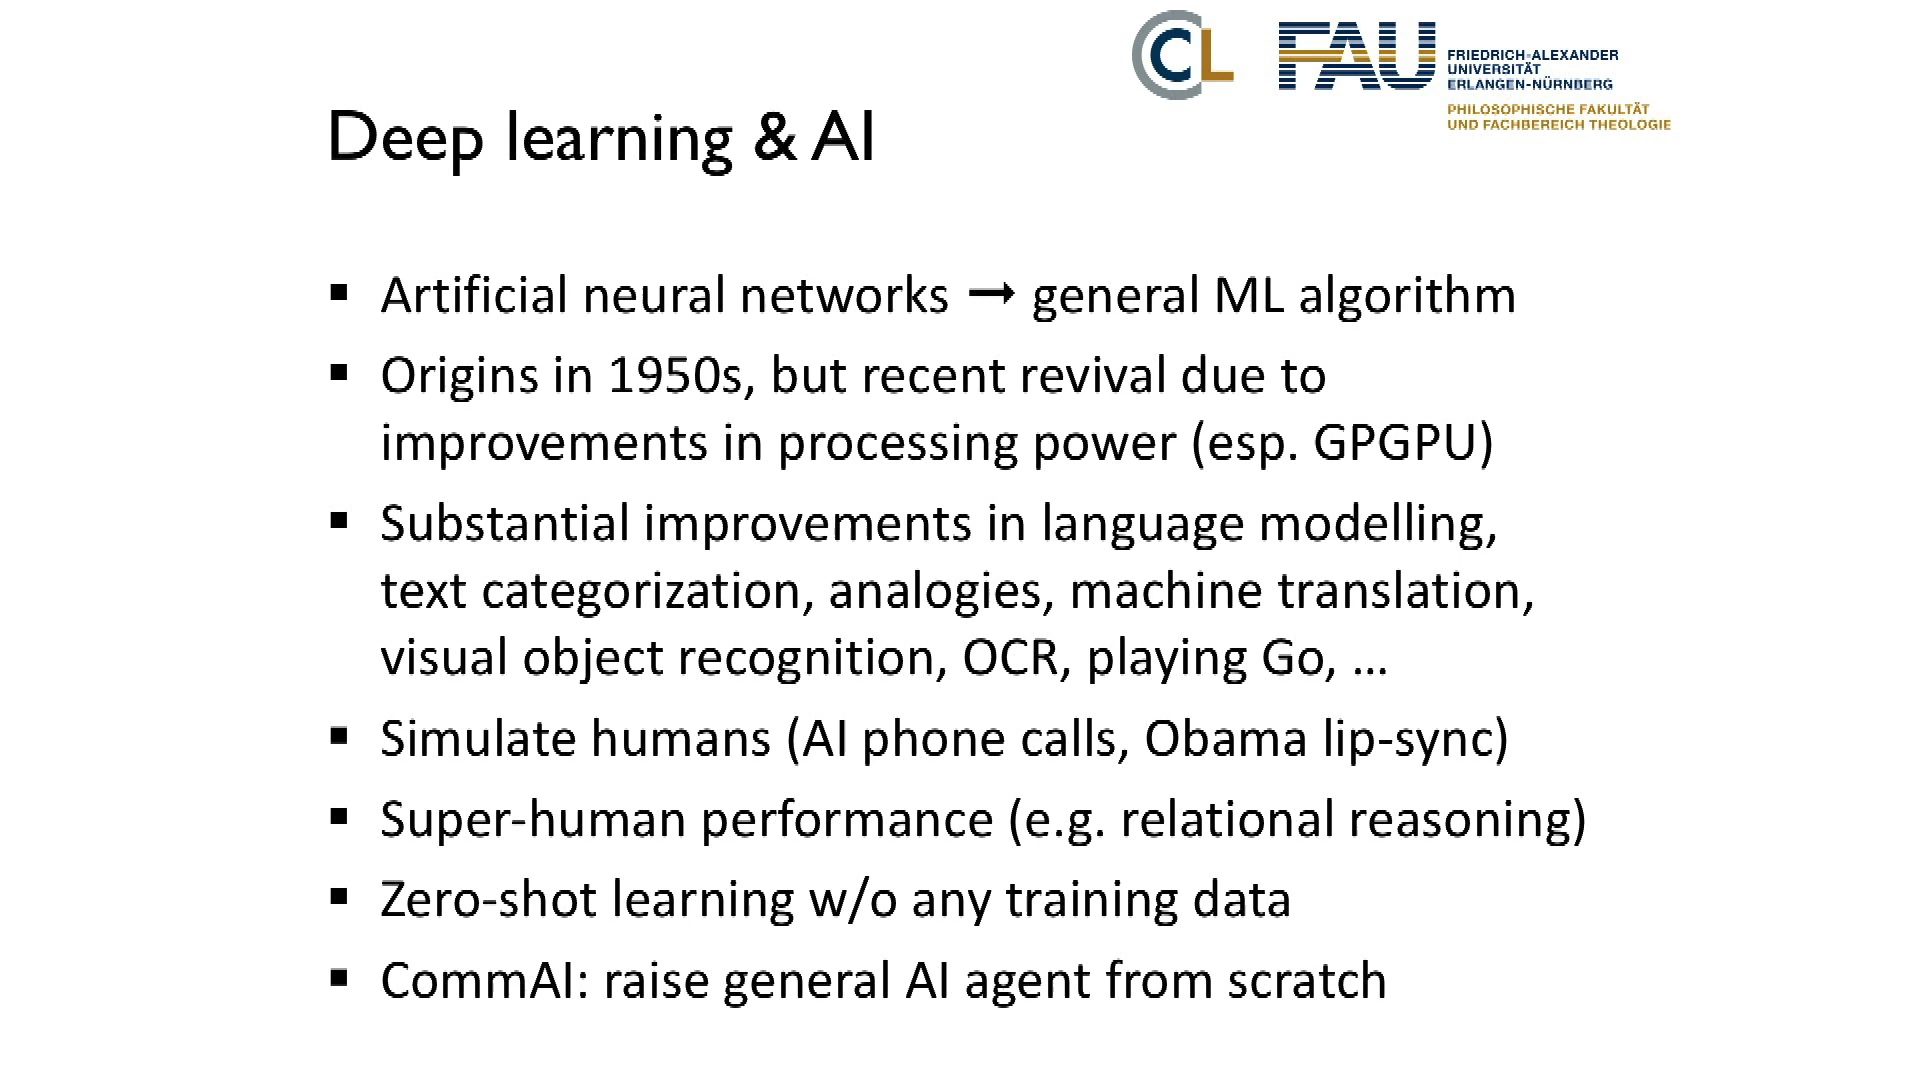 CCL
FAU
FRIEDRICH-ALEXANDER
UNIVERSITÄT
ERLANGEN-NÜRNBERG
PHILOSOPHISCHE FAKULTÄT
UND FACHBEREICH THEOLOGIE
Deep learning & AI
▪ Artificial neural networks → general ML algorithm
▪ Origins in 1950s, but recent revival due to
improvements in processing power (esp. GPGPU)
▪ Substantial improvements in language modelling,
text categorization, analogies, machine translation,
visual object recognition, OCR, playing Go, ...
▪ Simulate humans (AI phone calls, Obama lip-sync)
▪ Super-human performance (e.g. relational reasoning)
▪ Zero-shot learning w/o any training data
▪ CommAI: raise general AI agent from scratch